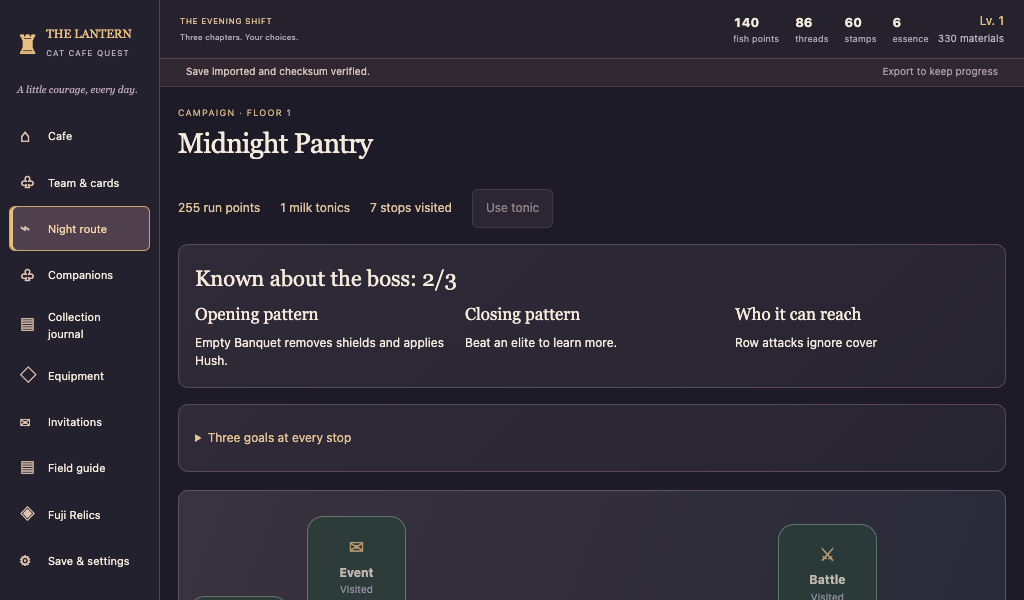 THE LANTERN
CAT CAFE QUEST
A little courage, every day.
Cafe
Team & cards
Night route
Companions
Collection
journal
Equipment
Invitations
Field guide
Fuji Relics
Save & settings
THE EVENING SHIFT
Three chapters. Your choices.
140
fish points
86
threads
60
stamps
6
essence
Lv. 1
330 materials
Save imported and checksum verified.
Export to keep progress
CAMPAIGN · FLOOR 1
Midnight Pantry
255 run points
1 milk tonics
7 stops visited
Use tonic
Known about the boss: 2/3
Opening pattern
Empty Banquet removes shields and applies
Hush.
Closing pattern
Beat an elite to learn more.
Who it can reach
Row attacks ignore cover
Three goals at every stop
Event
Visited
Battle
Visited